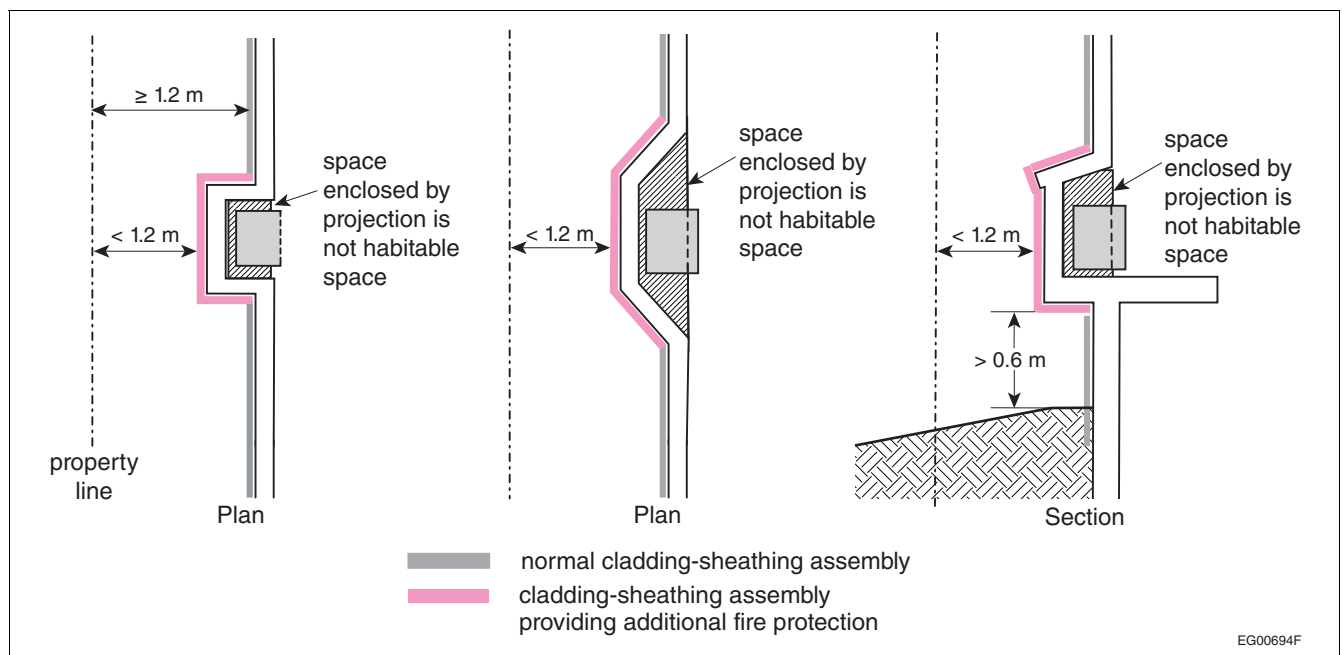 ≥ 1.2 m
space
enclosed by
projection is
not habitable
space
< 1.2 m
property
line
Plan
space
enclosed by
projection is
not habitable
space
< 1.2 m
Plan
space
enclosed by
projection is
not habitable
space
< 1.2 m
> 0.6 m
Section
normal cladding-sheathing assembly
cladding-sheathing assembly
providing additional fire protection
EG00694F